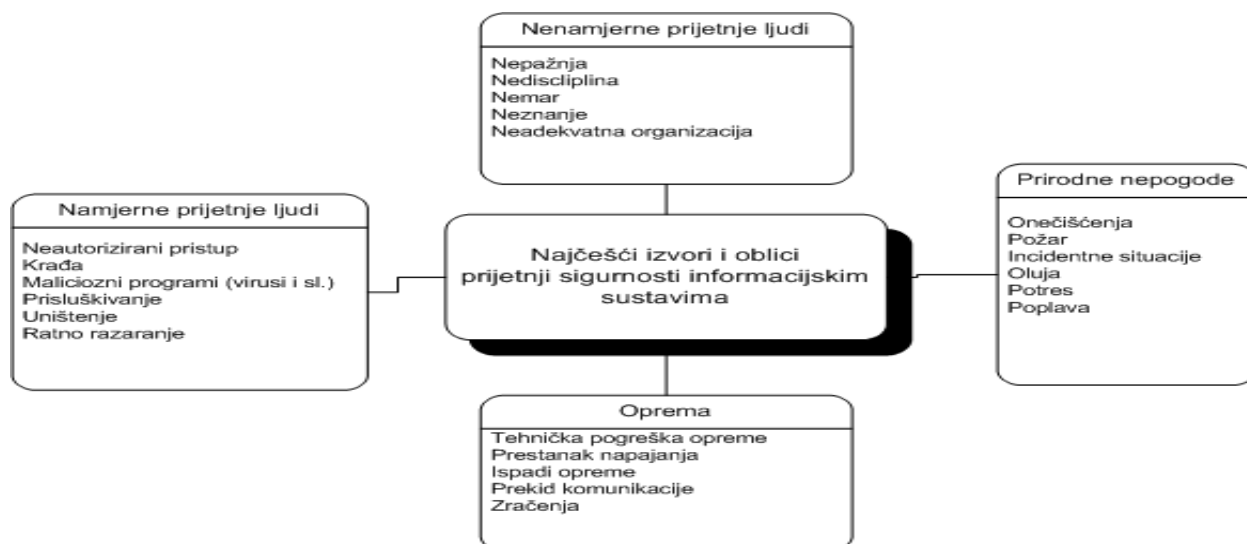 Nenamjerne prijetnje ljudi
Nepažnja
Nediscliplina
Nemar
Neznanje
Neadekvatna organizacija
Namjerne prijetnje ljudi
Neautorizirani pristup
Krađa
Maliciozni programi (virusi i sl.)
Prisluškivanje
Uništenje
Ratno razaranje
Najčešći izvori i oblici
prijetnji sigurnosti informacijskim
sustavima
Prirodne nepogode
Onečišćenja
Požar
Incidentne situacije
Oluja
Potres
Poplava
Oprema
Tehnička pogreška opreme
Prestanak napajanja
Ispadi opreme
Prekid komunikacije
Zračenja